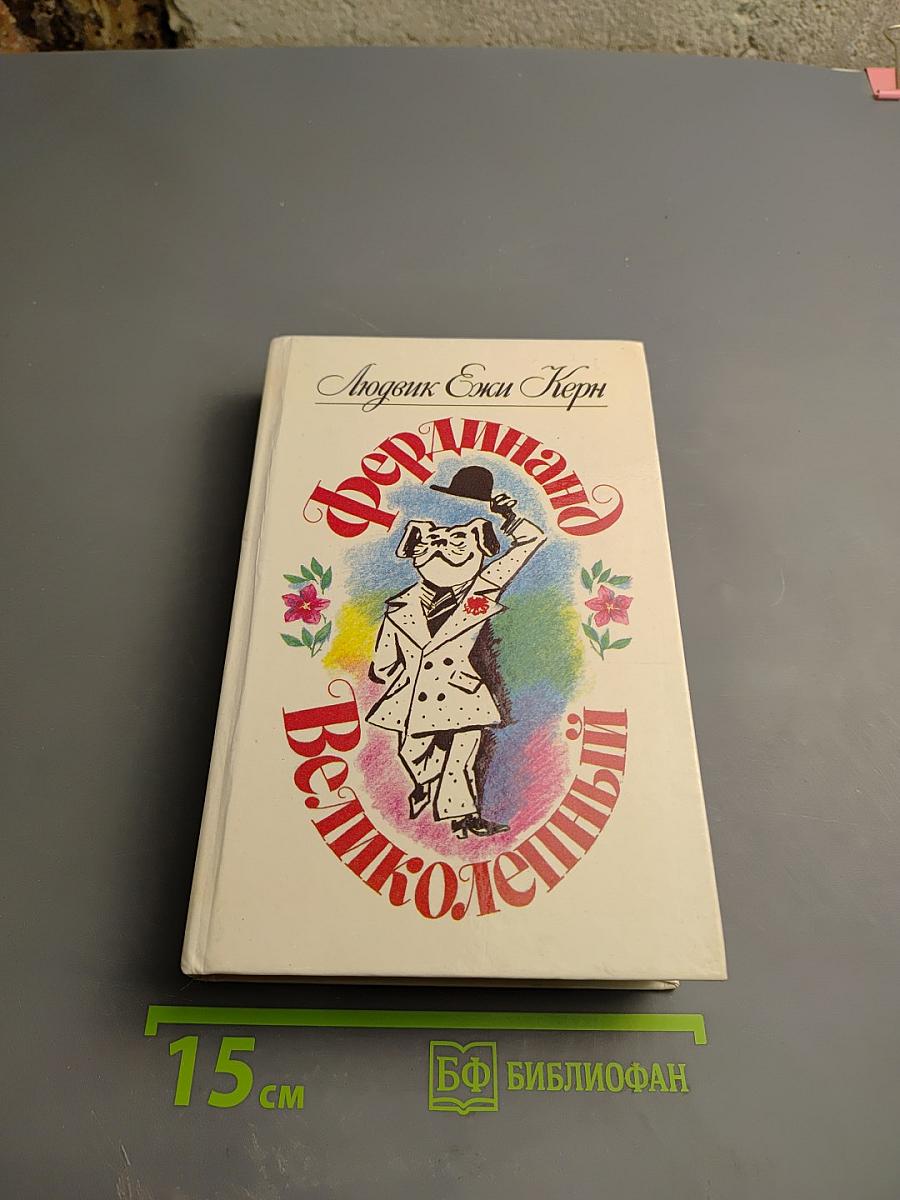 Людвик Ежи Керн
Фердинанд
Великолепный
15 см
БФ БИБЛИОФАН